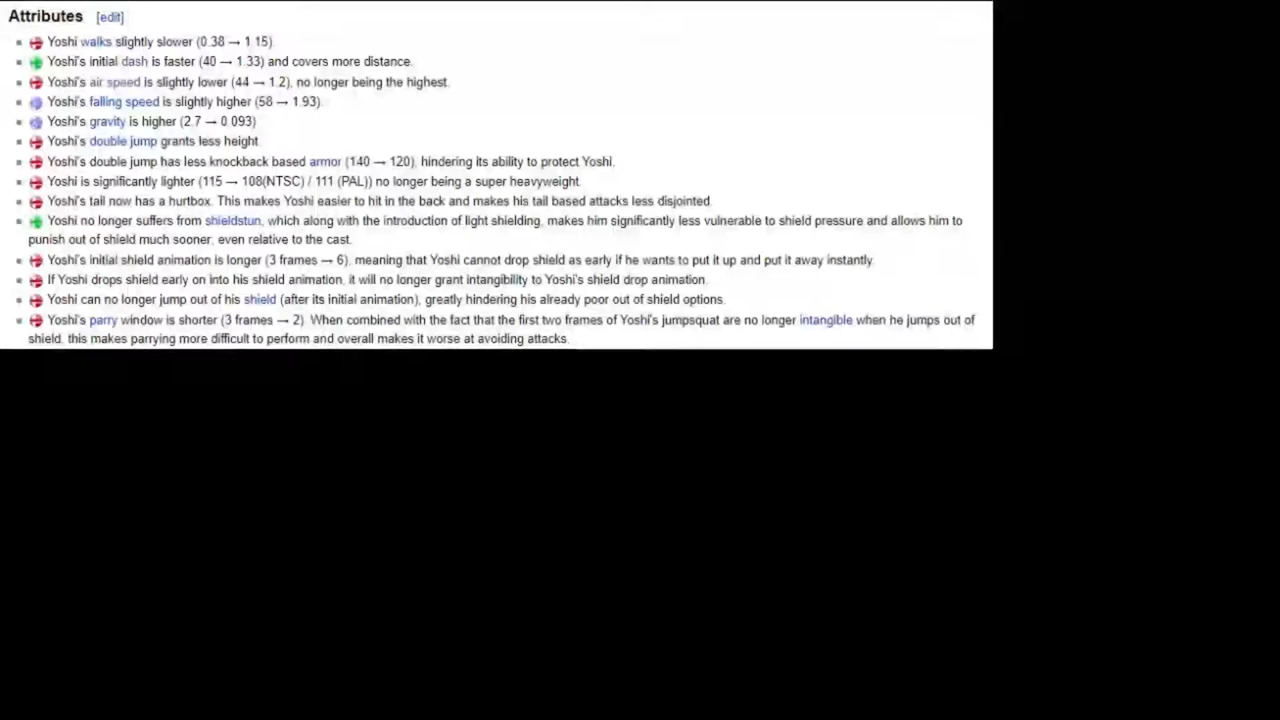 Attributes [edit]
Yoshi walks slightly slower (0.38 → 1.15).
Yoshi's initial dash is faster (40 → 1.33) and covers more distance.
Yoshi's air speed is slightly lower (44 → 1.2), no longer being the highest.
Yoshi's falling speed is slightly higher (58 → 1.93).
Yoshi's gravity is higher (2.7 → 0.093)
Yoshi's double jump grants less height.
Yoshi's double jump has less knockback based armor (140 → 120), hindering its ability to protect Yoshi.
Yoshi is significantly lighter (115 → 108(NTSC) / 111 (PAL)) no longer being a super heavyweight.
Yoshi's tail now has a hurtbox. This makes Yoshi easier to hit in the back and makes his tail based attacks less disjointed.
Yoshi no longer suffers from shieldstun, which along with the introduction of light shielding, makes him significantly less vulnerable to shield pressure and allows him to
punish out of shield much sooner, even relative to the cast.
Yoshi's initial shield animation is longer (3 frames → 6), meaning that Yoshi cannot drop shield as early if he wants to put it up and put it away instantly.
If Yoshi drops shield early on into his shield animation, it will no longer grant intangibility to Yoshi's shield drop animation.
Yoshi can no longer jump out of his shield (after its initial animation), greatly hindering his already poor out of shield options.
Yoshi's parry window is shorter (3 frames → 2). When combined with the fact that the first two frames of Yoshi's jumpsquat are no longer intangible when he jumps out of
shield, this makes parrying more difficult to perform and overall makes it worse at avoiding attacks.